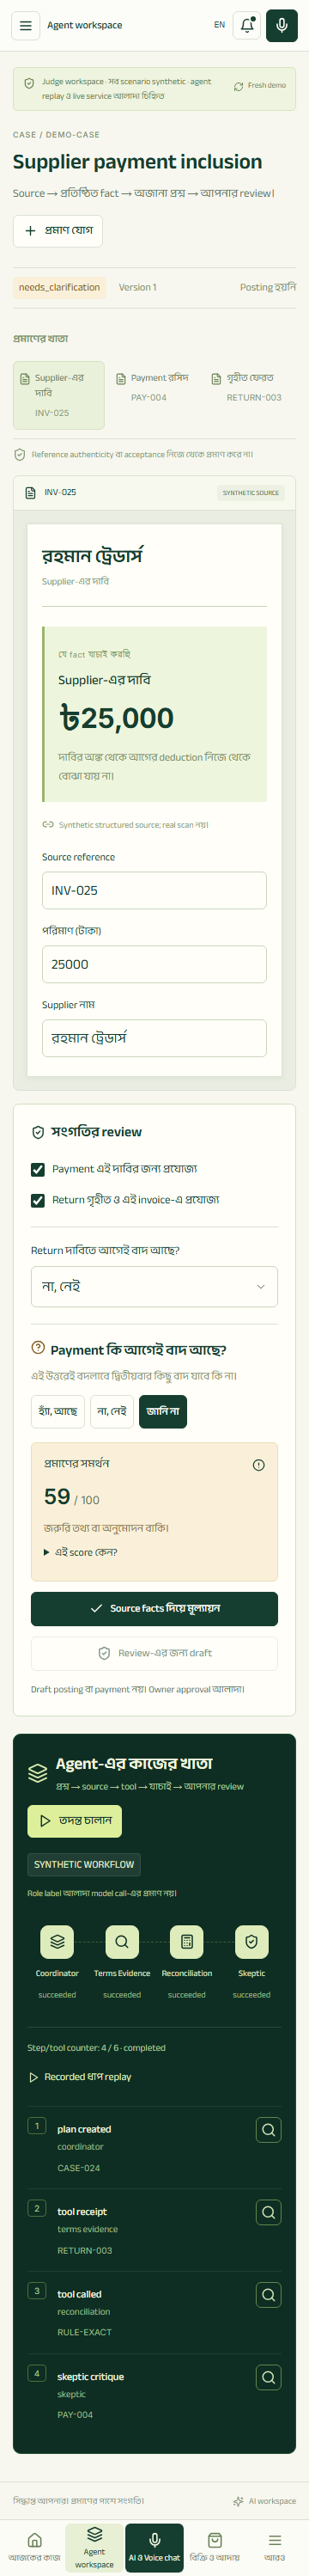 Agent workspace
EN
Judge workspace · সব scenario synthetic · agent
replay ও live service আলাদা চিহ্নিত
Fresh demo
CASE / DEMO-CASE
Supplier payment inclusion
Source → প্রতিষ্ঠিত fact → অজানা প্রশ্ন → আপনার review।
প্রমাণ যোগ
needs_clarification
Version 1
Posting হয়নি
প্রমাণের খাতা
Supplier-এর
দাবি
INV-025
Payment রসিদ
PAY-004
গৃহীত ফেরত
RETURN-003
Reference authenticity বা acceptance নিজে থেকে প্রমাণ করে না।
INV-025
SYNTHETIC SOURCE
রহমান ট্রেডার্স
Supplier-এর দাবি
যে fact যাচাই করছি
Supplier-এর দাবি
৳25,000
দাবির অঙ্ক থেকে আগের deduction নিজে থেকে
বোঝা যায় না।
Synthetic structured source; real scan নয়।
Source reference
INV-025
পরিমাণ (টাকা)
25000
Supplier নাম
রহমান ট্রেডার্স
সংগতির review
Payment এই দাবির জন্য প্রযোজ্য
Return গৃহীত ও এই invoice-এ প্রযোজ্য
Return দাবিতে আগেই বাদ আছে?
না, নেই
Payment কি আগেই বাদ আছে?
এই উত্তরেই বদলাবে দ্বিতীয়বার কিছু বাদ যাবে কি না।
হ্যাঁ, আছে
না, নেই
জানি না
প্রমাণের সমর্থন
59 / 100
জরুরি তথ্য বা অনুমোদন বাকি।
এই score কেন?
Source facts দিয়ে মূল্যায়ন
Review-এর জন্য draft
Draft posting বা payment নয়। Owner approval আলাদা।
Agent-এর কাজের খাতা
প্রশ্ন → source → tool → যাচাই → আপনার review
তদন্ত চালান
SYNTHETIC WORKFLOW
Role label আলাদা model call-এর প্রমাণ নয়।
Coordinator
succeeded
Terms Evidence
succeeded
Reconciliation
succeeded
Skeptic
succeeded
Step/tool counter: 4 / 6 · completed
Recorded ধাপ replay
1
plan created
coordinator
CASE-024
2
tool receipt
terms evidence
RETURN-003
3
tool called
reconciliation
RULE-EXACT
4
skeptic critique
skeptic
PAY-004
সিদ্ধান্ত আপনার। প্রমাণের পাশে সংগতি।
AI workspace
আজকের কাজ
Agent
workspace
AI ও Voice chat
বিক্রি ও আদায়
আরও